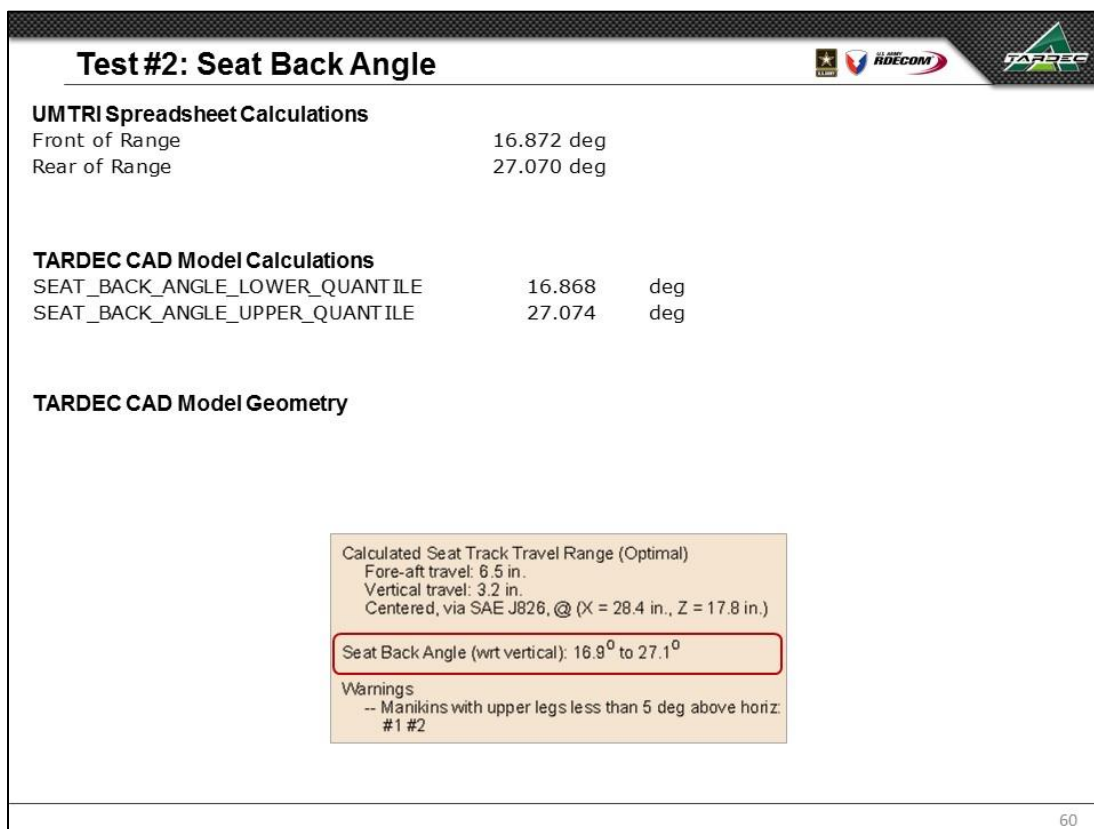 Test #2: Seat Back Angle
U.S. ARMY
U.S. ARMY
RDECOM
TARDEC
UMTRI Spreadsheet Calculations
Front of Range 16.872 deg
Rear of Range 27.070 deg
TARDEC CAD Model Calculations
SEAT_BACK_ANGLE_LOWER_QUANTILE 16.868 deg
SEAT_BACK_ANGLE_UPPER_QUANTILE 27.074 deg
TARDEC CAD Model Geometry
Calculated Seat Track Travel Range (Optimal)
Fore-aft travel: 6.5 in.
Vertical travel: 3.2 in.
Centered, via SAE J826, @ (X = 28.4 in., Z = 17.8 in.)
Seat Back Angle (wrt vertical): 16.9⁰ to 27.1⁰
Warnings
-- Manikins with upper legs less than 5 deg above horiz:
#1 #2
60